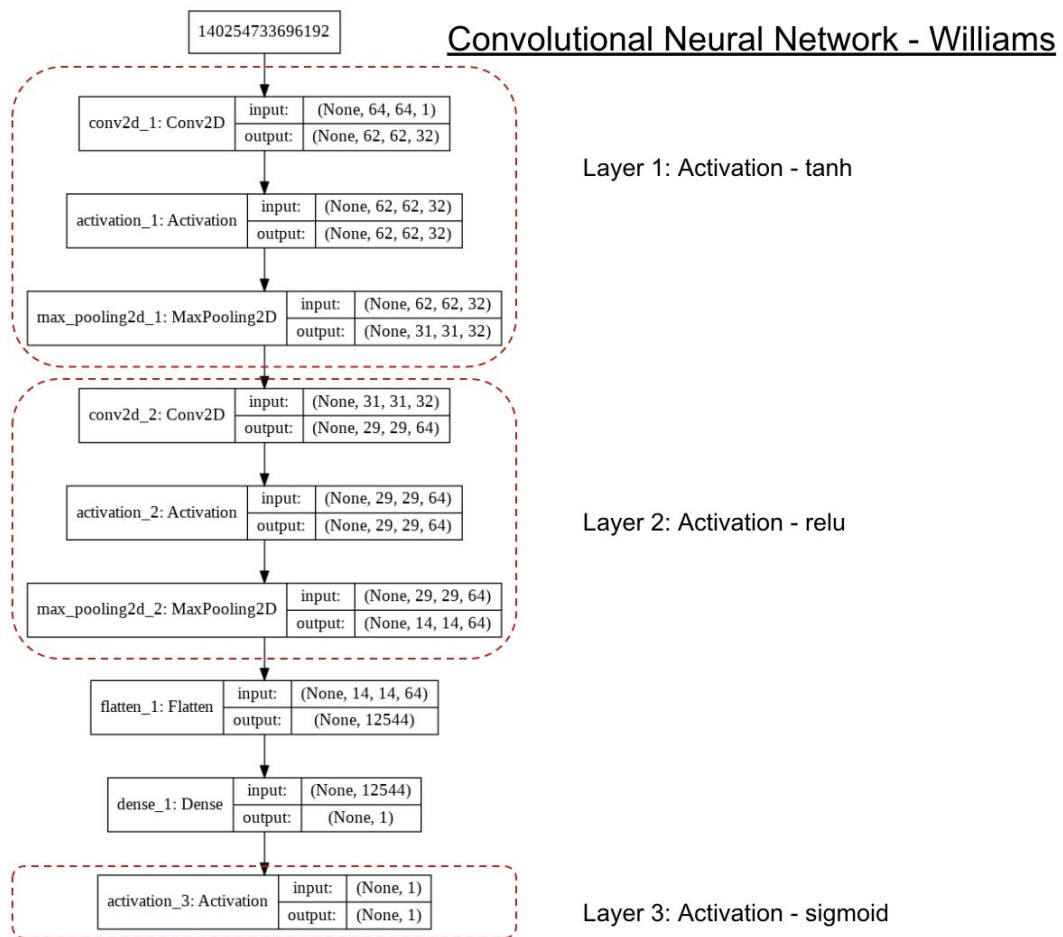 140254733696192
Convolutional Neural Network - Williams
conv2d_1: Conv2D
input: (None, 64, 64, 1)
output: (None, 62, 62, 32)
Layer 1: Activation - tanh
activation_1: Activation
input: (None, 62, 62, 32)
output: (None, 62, 62, 32)
max_pooling2d_1: MaxPooling2D
input: (None, 62, 62, 32)
output: (None, 31, 31, 32)
conv2d_2: Conv2D
input: (None, 31, 31, 32)
output: (None, 29, 29, 64)
activation_2: Activation
input: (None, 29, 29, 64)
output: (None, 29, 29, 64)
Layer 2: Activation - relu
max_pooling2d_2: MaxPooling2D
input: (None, 29, 29, 64)
output: (None, 14, 14, 64)
flatten_1: Flatten
input: (None, 14, 14, 64)
output: (None, 12544)
dense_1: Dense
input: (None, 12544)
output: (None, 1)
activation_3: Activation
input: (None, 1)
output: (None, 1)
Layer 3: Activation - sigmoid